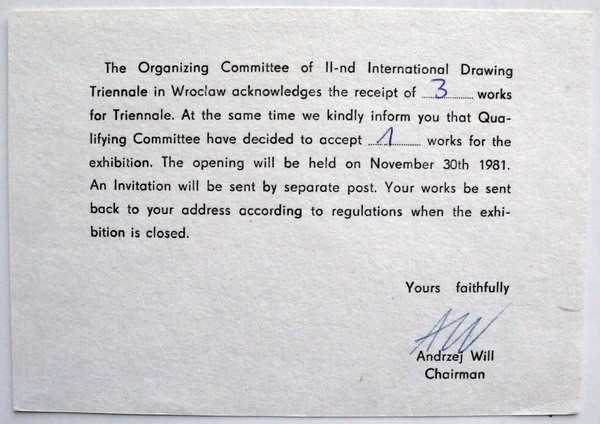 The Organizing Committee of II-nd International Drawing
Triennale in Wroclaw acknowledges the receipt of 3 works
for Triennale. At the same time we kindly inform you that Qua-
lifying Committee have decided to accept 1 works for the
exhibition. The opening will be held on November 30th 1981.
An Invitation will be sent by separate post. Your works be sent
back to your address according to regulations when the exhi-
bition is closed.
Yours faithfully
AW
Andrzej Will
Chairman